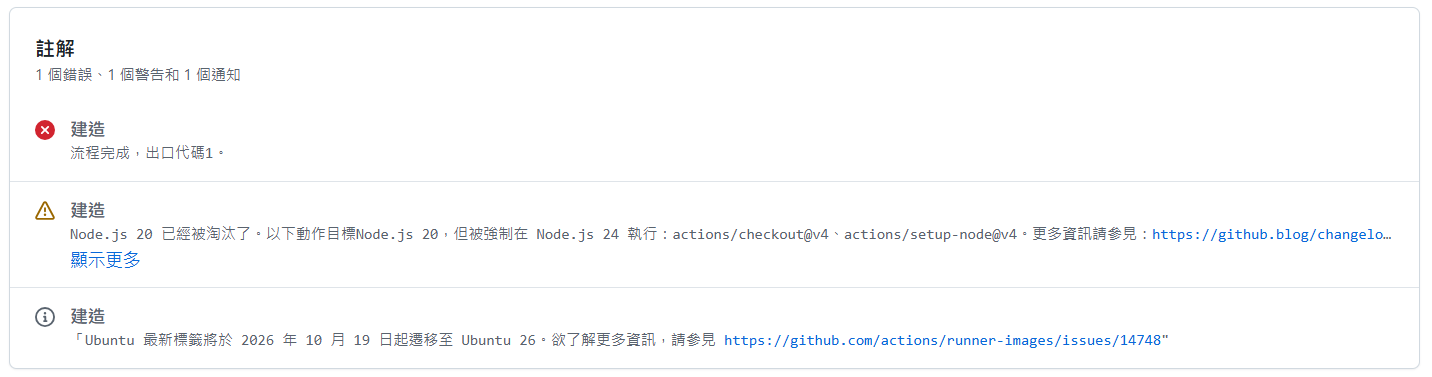 註解
1 個錯誤、1 個警告和 1 個通知
建造
流程完成，出口代碼1。
建造
Node.js 20 已經被淘汰了。以下動作目標Node.js 20，但被強制在 Node.js 24 執行：actions/checkout@v4、actions/setup-node@v4。更多資訊請參見：https://github.blog/changelo…
顯示更多
建造
「Ubuntu 最新標籤將於 2026 年 10 月 19 日起遷移至 Ubuntu 26。欲了解更多資訊，請參見 https://github.com/actions/runner-images/issues/14748"